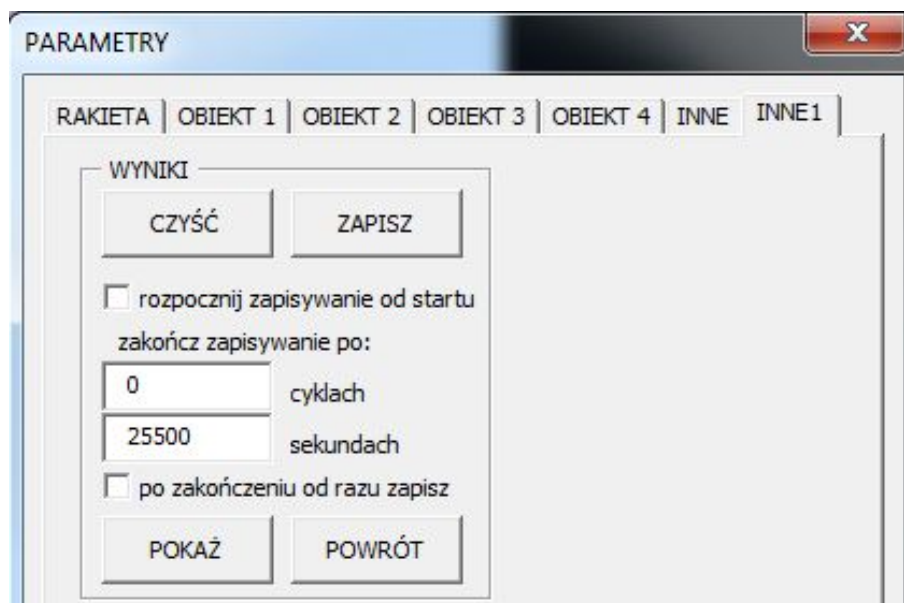 PARAMETRY
RAKIETA OBIEKT 1 OBIEKT 2 OBIEKT 3 OBIEKT 4 INNE INNE1
WYNIKI
CZYŚĆ ZAPISZ
rozpocznij zapisywanie od startu
zakończ zapisywanie po:
0 cyklach
25500 sekundach
po zakończeniu od razu zapisz
POKAŻ POWRÓT